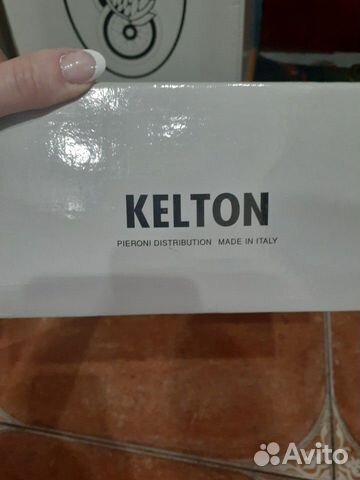 KELTON
PIERONI DISTRIBUTION MADE IN ITALY
Avito